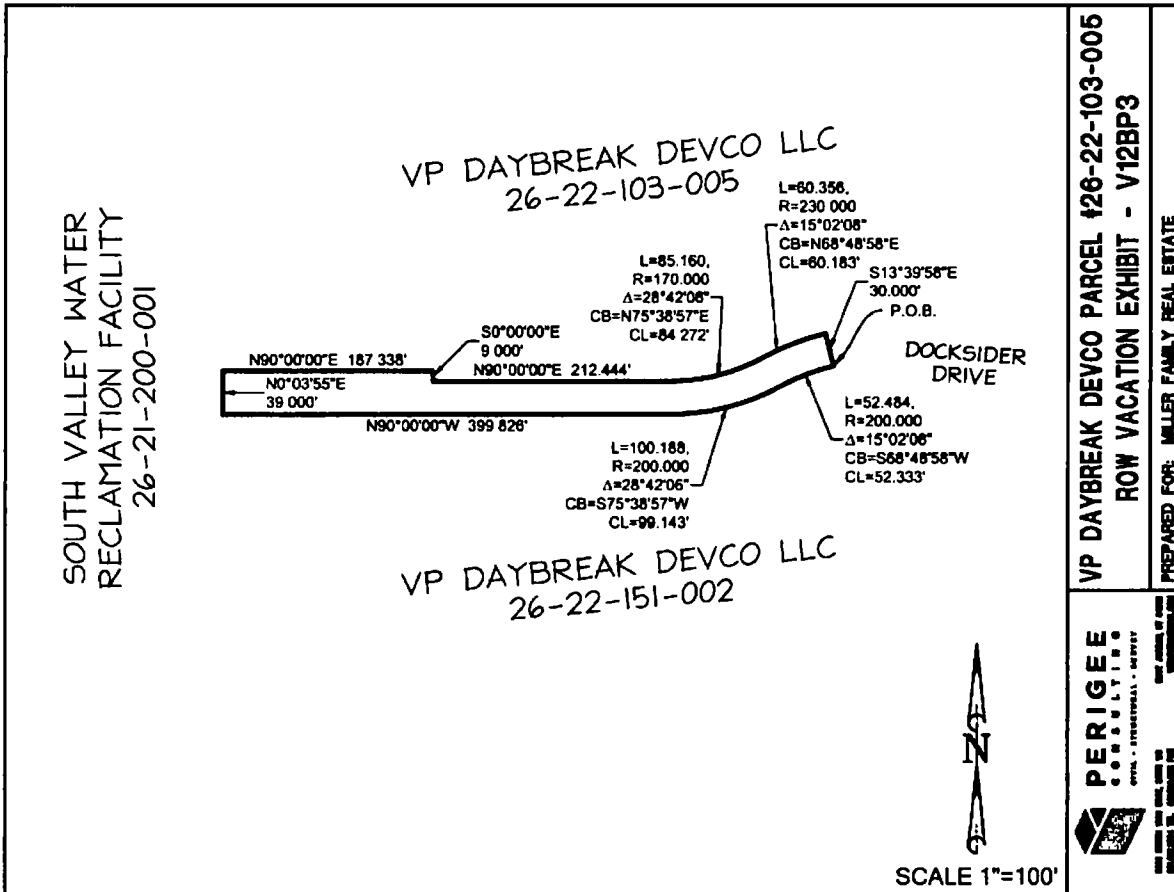 VP DAYBREAK DEVCO LLC
26-22-103-005
SOUTH VALLEY WATER
RECLAMATION FACILITY
26-21-200-001
L=60.356,
R=230 000
Δ=15°02'08"
CB=N68°48'58"E
CL=60.183'
L=85.160,
R=170.000
Δ=28°42'06"
CB=N75°38'57"E
CL=84 272'
S13°39'58"E
30.000'
P.O.B.
DOCKSIDER
DRIVE
S0°00'00"E
9 000'
N90°00'00"E 187 338'
N90°00'00"E 212.444'
N0°03'55"E
39 000'
N90°00'00"W 399 826'
L=52.484,
R=200.000
Δ=15°02'08"
CB=S68°48'58"W
CL=52.333'
L=100.188,
R=200.000
Δ=28°42'06"
CB=S75°38'57"W
CL=99.143'
VP DAYBREAK DEVCO LLC
26-22-151-002
N
SCALE 1"=100'
VP DAYBREAK DEVCO PARCEL #26-22-103-005
ROW VACATION EXHIBIT - V12BP3
PREPARED FOR: MILLER FAMILY REAL ESTATE
PERIGEE
CONSULTING
CIVIL - STRUCTURAL - SURVEY